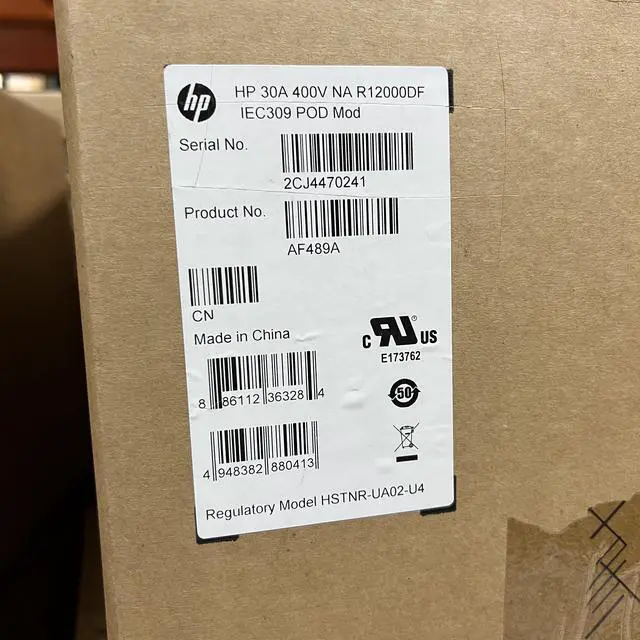 hp
HP 30A 400V NA R12000DF
IEC309 POD Mod
Serial No.
2CJ4470241
Product No.
AF489A
CN
Made in China
c RU ® US
E173762
8 86112 36328 4
50
4 948382 880413
Regulatory Model HSTNR-UA02-U4